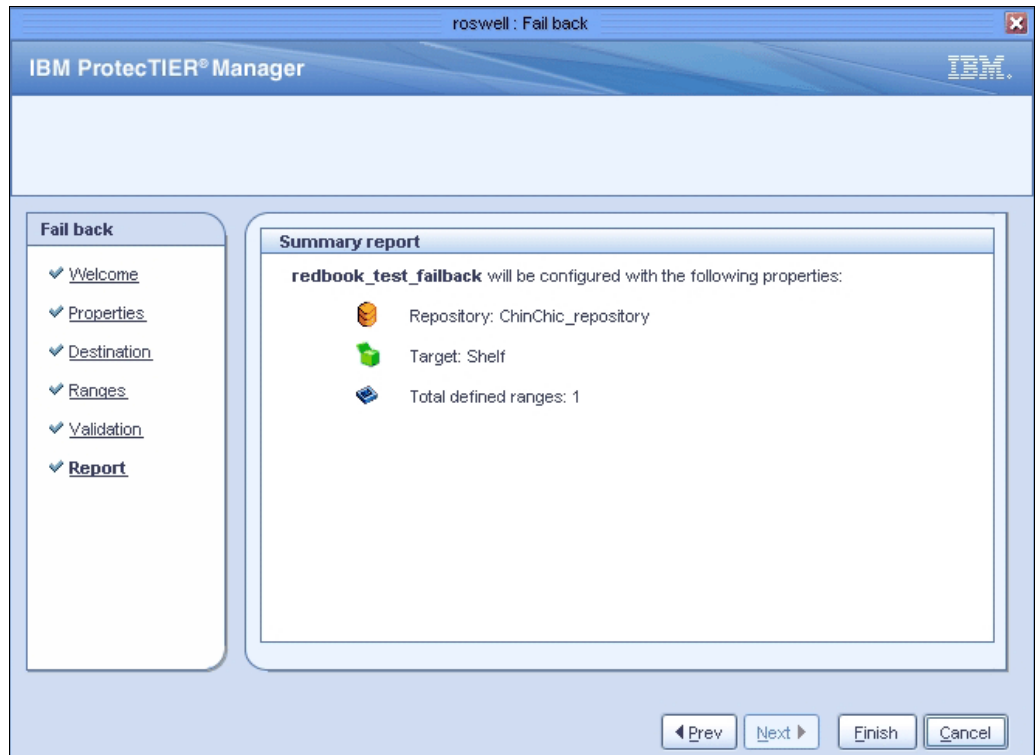 roswell : Fail back
IBM ProtecTIER® Manager
IBM.
Fail back
Welcome
Properties
Destination
Ranges
Validation
Report
Summary report
redbook_test_failback will be configured with the following properties:
Repository: ChinChic_repository
Target: Shelf
Total defined ranges: 1
Prev
Next
Finish
Cancel